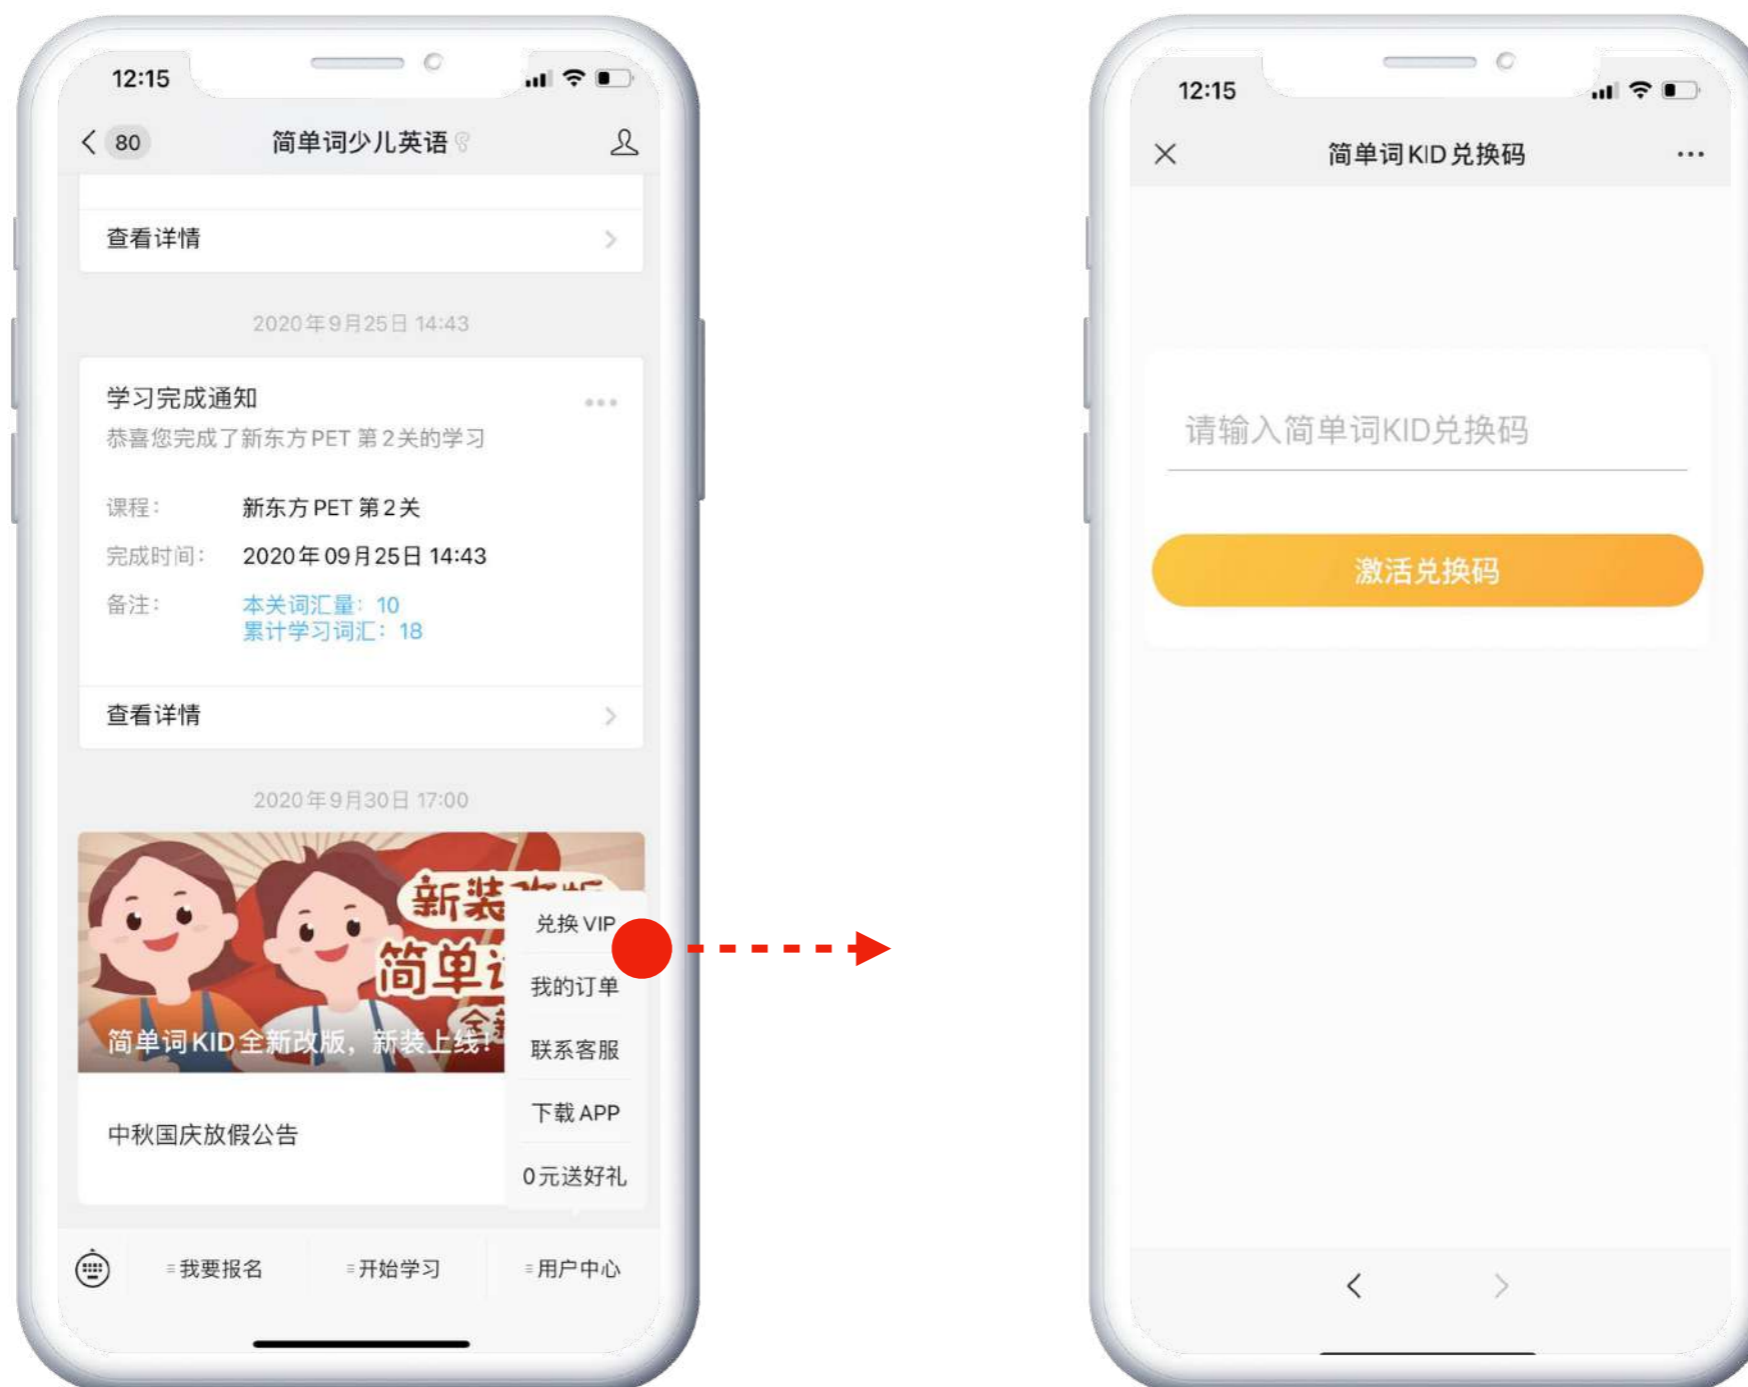 12:15
80
简单词少儿英语
查看详情
2020年9月25日 14:43
学习完成通知
恭喜您完成了新东方PET 第2关的学习
课程: 新东方PET 第2关
完成时间: 2020年09月25日 14:43
备注: 本关词汇量: 10
累计学习词汇: 18
查看详情
2020年9月30日 17:00
新装
简单
简单词KID全新改版，新装上线!
中秋国庆放假公告
兑换VIP
我的订单
联系客服
下载APP
0元送好礼
我要报名
开始学习
用户中心
12:15
简单词KID兑换码
请输入简单词KID兑换码
激活兑换码